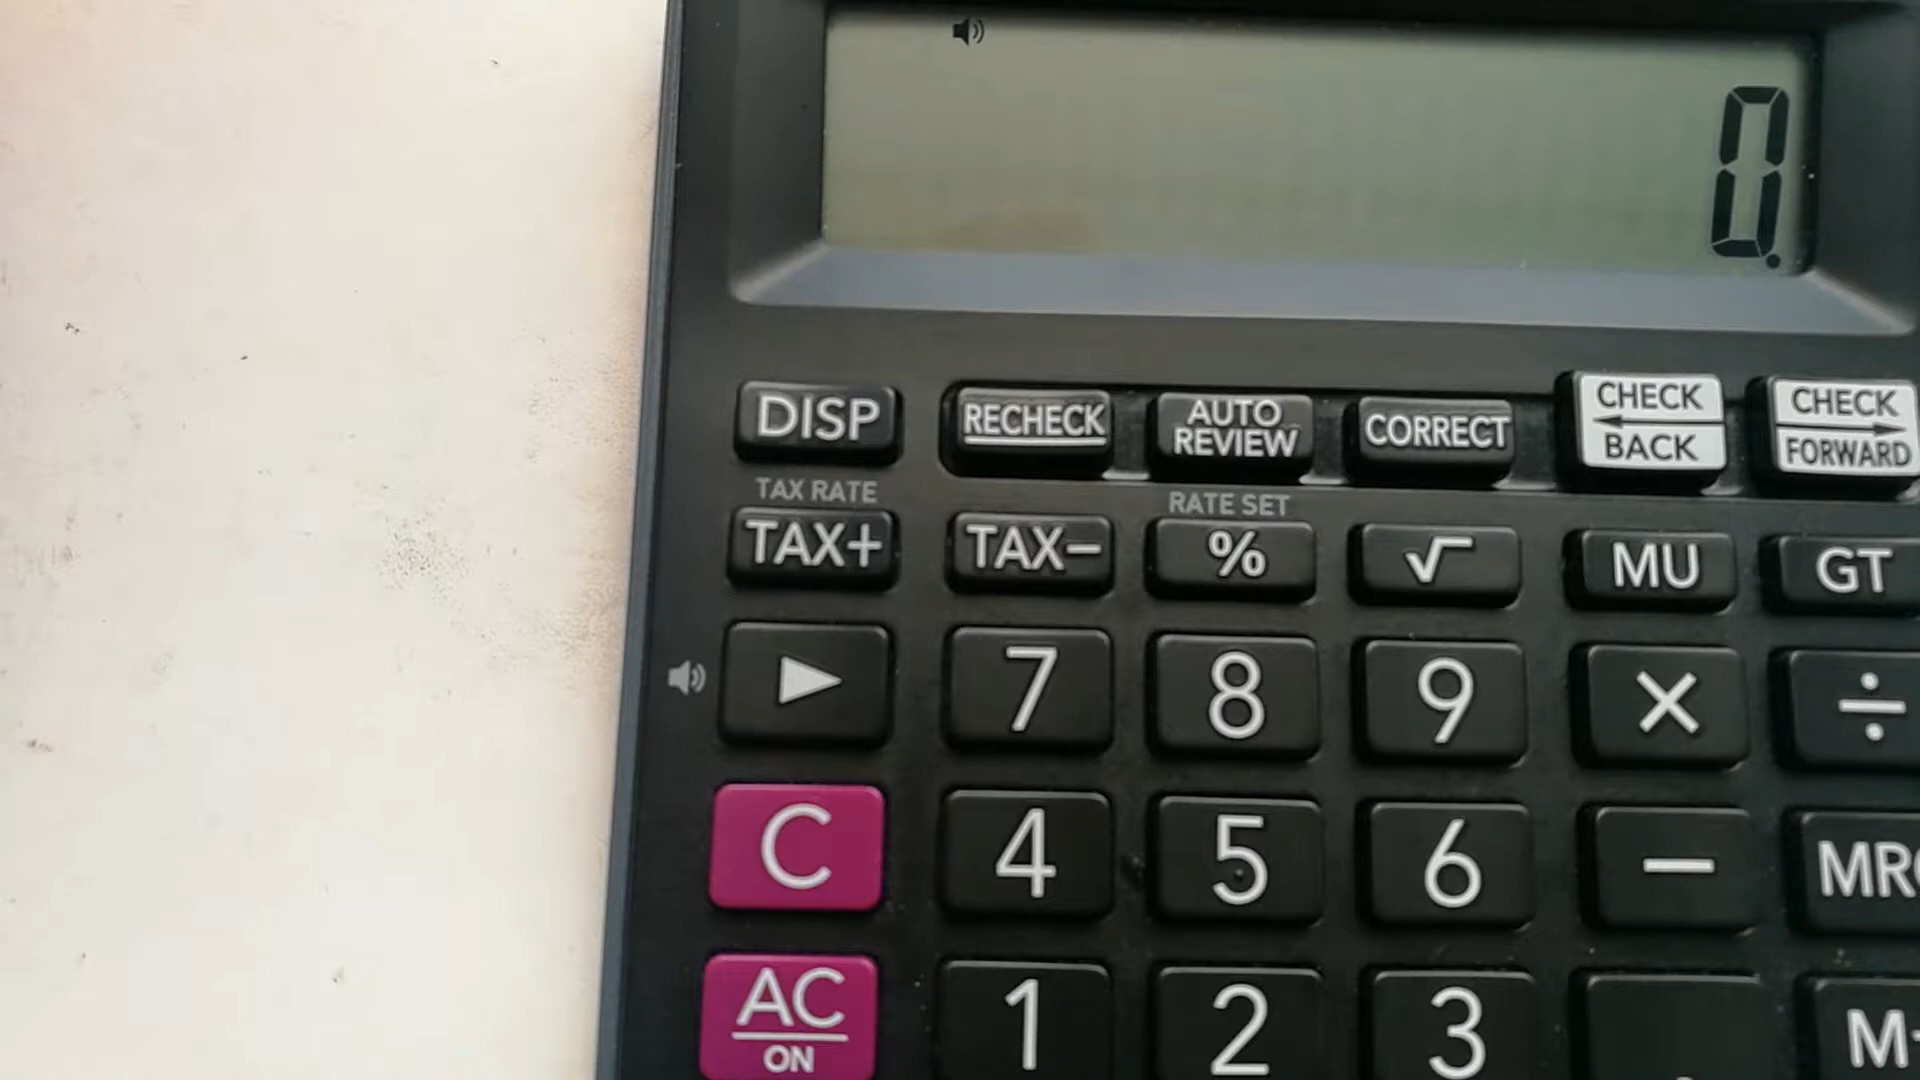 0.
DISP
RECHECK
AUTO
REVIEW
CORRECT
CHECK
BACK
CHECK
FORWARD
TAX RATE
RATE SET
TAX+
TAX−
%
√
MU
GT
7
8
9
×
÷
C
4
5
6
−
AC
ON
1
2
3